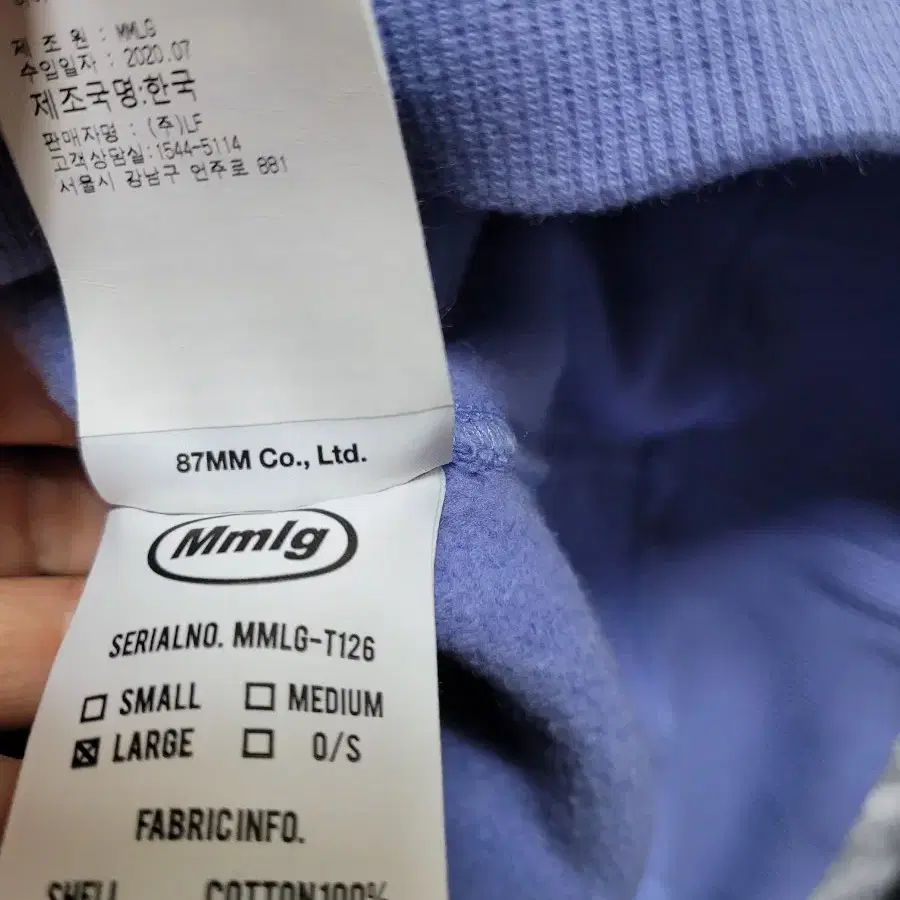 제 조 원 : MMLG
수입일자 : 2020.07
제조국명:한국
판매자명 : (주)LF
고객상담실:1544-5114
서울시 강남구 언주로 881
87MM Co., Ltd.
Mmlg
SERIALNO. MMLG-T126
SMALL MEDIUM
LARGE O/S
FABRICINFO.
SHELL COTTON100%